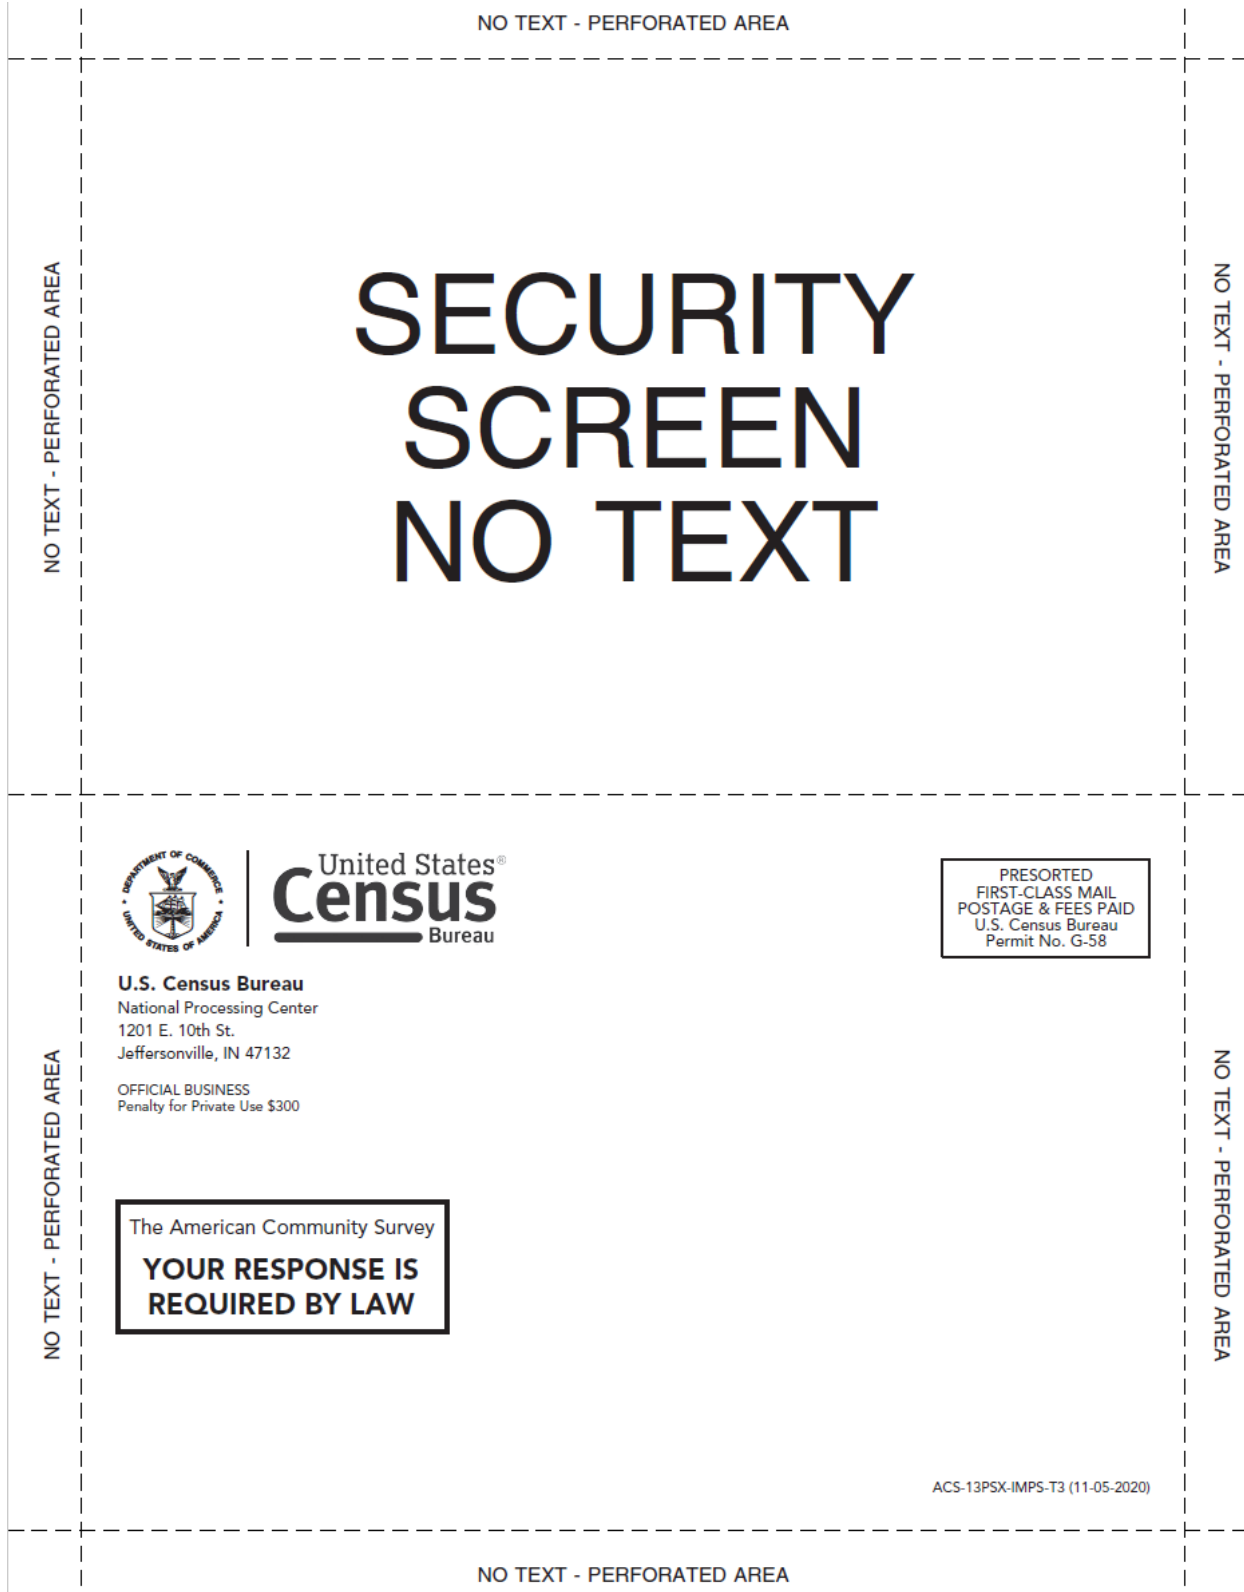 NO TEXT - PERFORATED AREA
NO TEXT - PERFORATED AREA
NO TEXT - PERFORATED AREA
SECURITY
SCREEN
NO TEXT
DEPARTMENT OF COMMERCE
UNITED STATES OF AMERICA
United States®
Census
Bureau
PRESORTED
FIRST-CLASS MAIL
POSTAGE & FEES PAID
U.S. Census Bureau
Permit No. G-58
U.S. Census Bureau
National Processing Center
1201 E. 10th St.
Jeffersonville, IN 47132
OFFICIAL BUSINESS
Penalty for Private Use $300
NO TEXT - PERFORATED AREA
NO TEXT - PERFORATED AREA
The American Community Survey
YOUR RESPONSE IS
REQUIRED BY LAW
ACS-13PSX-IMPS-T3 (11-05-2020)
NO TEXT - PERFORATED AREA